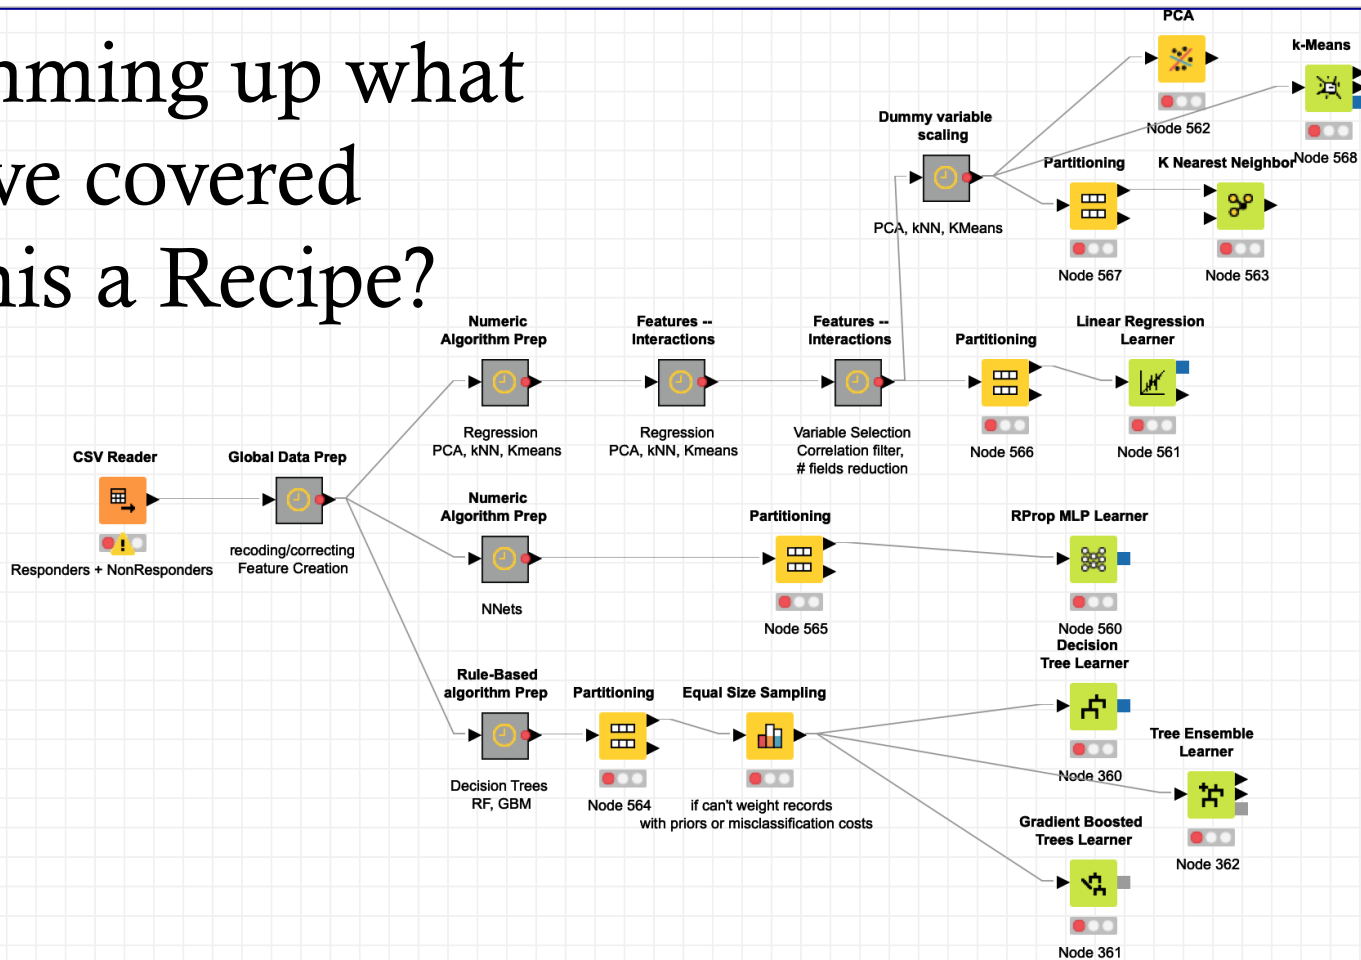 mming up what
ve covered
his a Recipe?
PCA
Node 562
k-Means
Node 568
Dummy variable
scaling
PCA, kNN, KMeans
Partitioning
Node 567
K Nearest Neighbor
Node 563
Numeric
Algorithm Prep
Regression
PCA, kNN, Kmeans
Features --
Interactions
Regression
PCA, kNN, Kmeans
Features --
Interactions
Variable Selection
Correlation filter,
# fields reduction
Partitioning
Node 566
Linear Regression
Learner
Node 561
CSV Reader
Responders + NonResponders
Global Data Prep
recoding/correcting
Feature Creation
Numeric
Algorithm Prep
NNets
Partitioning
Node 565
RProp MLP Learner
Node 560
Rule-Based
algorithm Prep
Decision Trees
RF, GBM
Partitioning
Node 564
Equal Size Sampling
if can't weight records
with priors or misclassification costs
Decision
Tree Learner
Node 360
Tree Ensemble
Learner
Node 362
Gradient Boosted
Trees Learner
Node 361